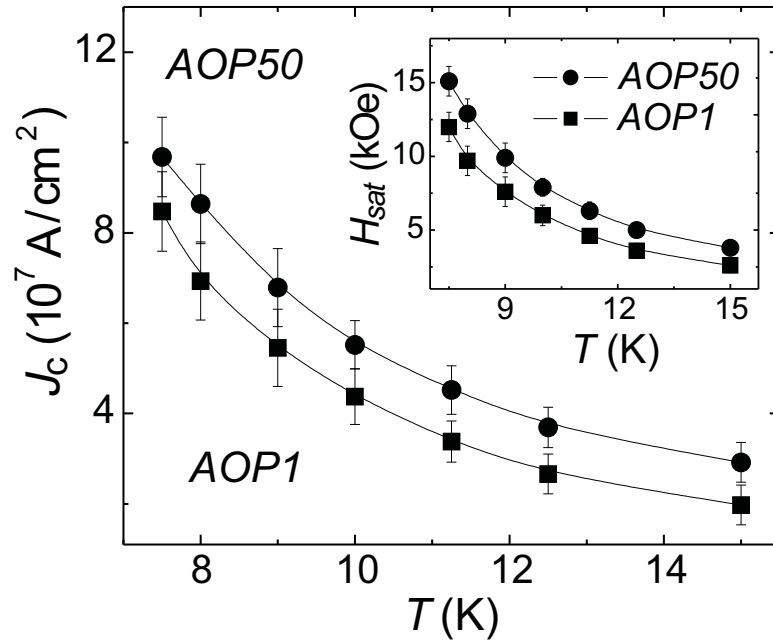 12
8
4
J_c (10^7 A/cm^2)
AOP50
AOP1
8 10 12 14
T (K)
15
10
5
H_sat (kOe)
AOP50
AOP1
9 12 15
T (K)